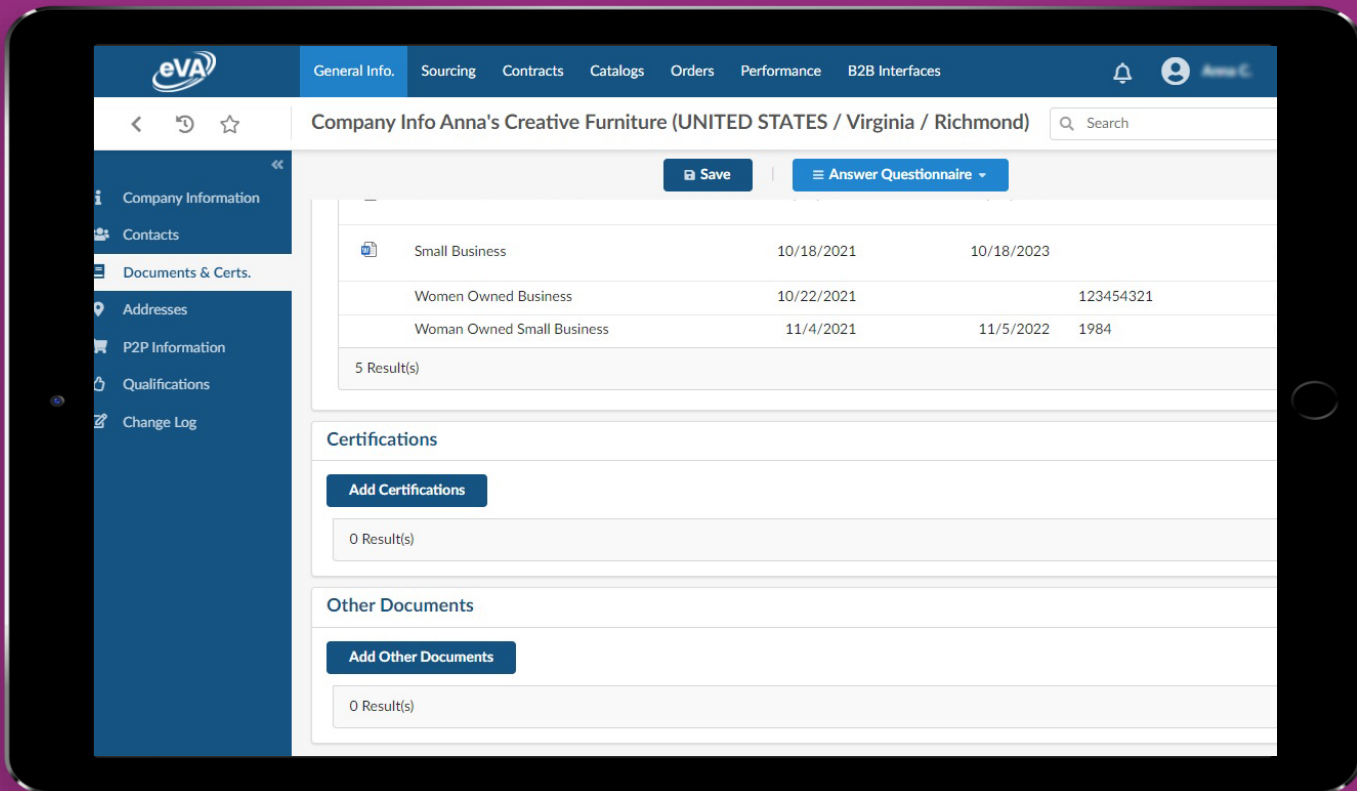 eVA
General Info. Sourcing Contracts Catalogs Orders Performance B2B Interfaces
Company Info Anna's Creative Furniture (UNITED STATES / Virginia / Richmond) Search
Save | Answer Questionnaire
Company Information
Contacts
Documents & Certs.
Addresses
P2P Information
Qualifications
Change Log
Small Business 10/18/2021 10/18/2023
Women Owned Business 10/22/2021 123454321
Woman Owned Small Business 11/4/2021 11/5/2022 1984
5 Result(s)
Certifications
Add Certifications
0 Result(s)
Other Documents
Add Other Documents
0 Result(s)